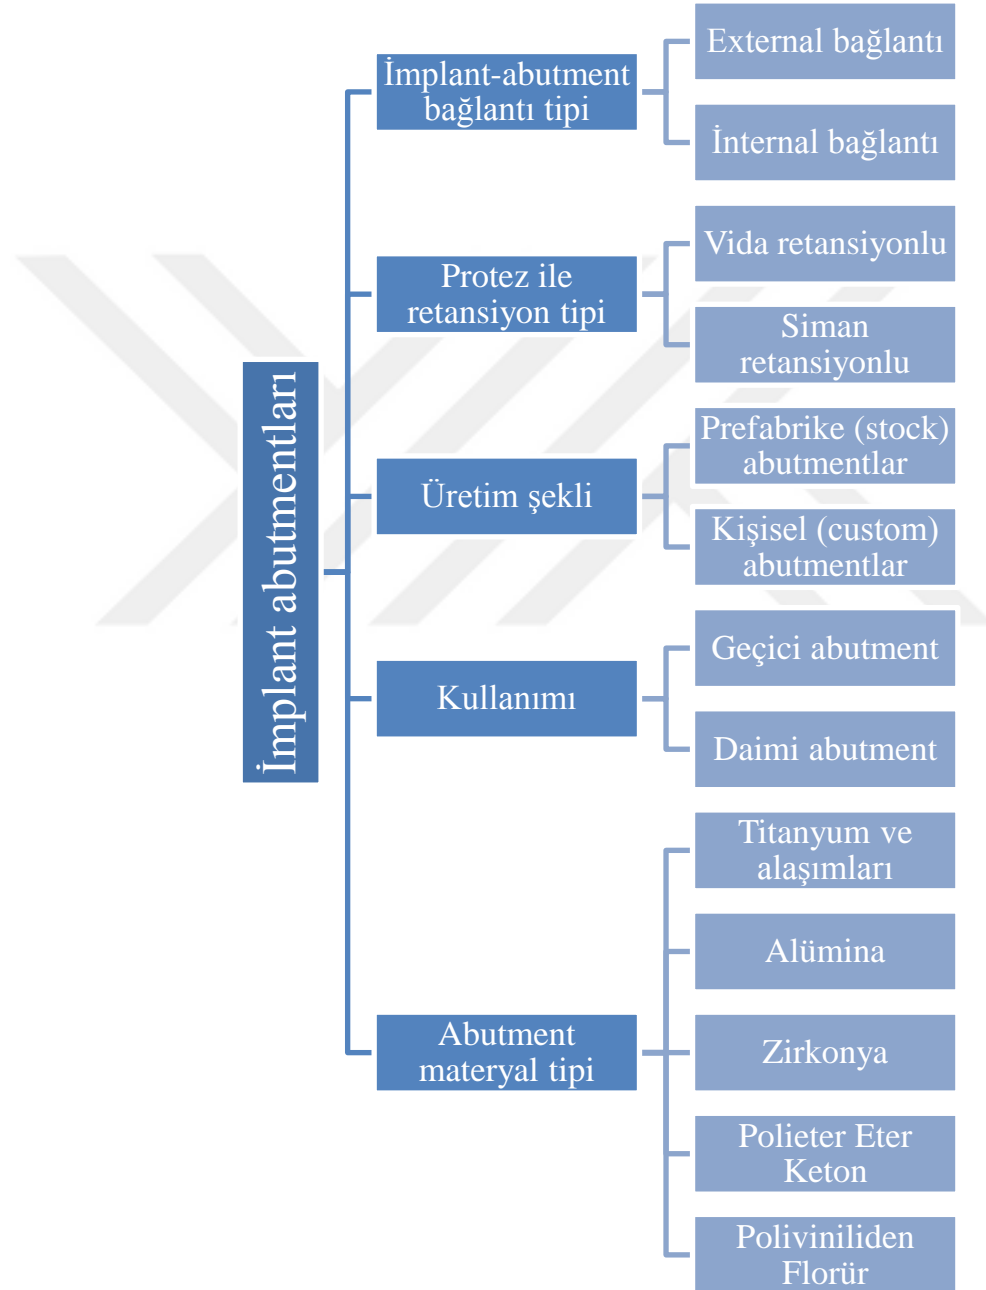 İmplant abutmentları
İmplant-abutment
bağlantı tipi
External bağlantı
İnternal bağlantı
Protez ile
retansiyon tipi
Vida retansiyonlu
Siman
retansiyonlu
Üretim şekli
Prefabrike (stock)
abutmentlar
Kişisel (custom)
abutmentlar
Kullanımı
Geçici abutment
Daimi abutment
Abutment
materyal tipi
Titanyum ve
alaşımları
Alümina
Zirkonya
Polieter Eter
Keton
Poliviniliden
Florür